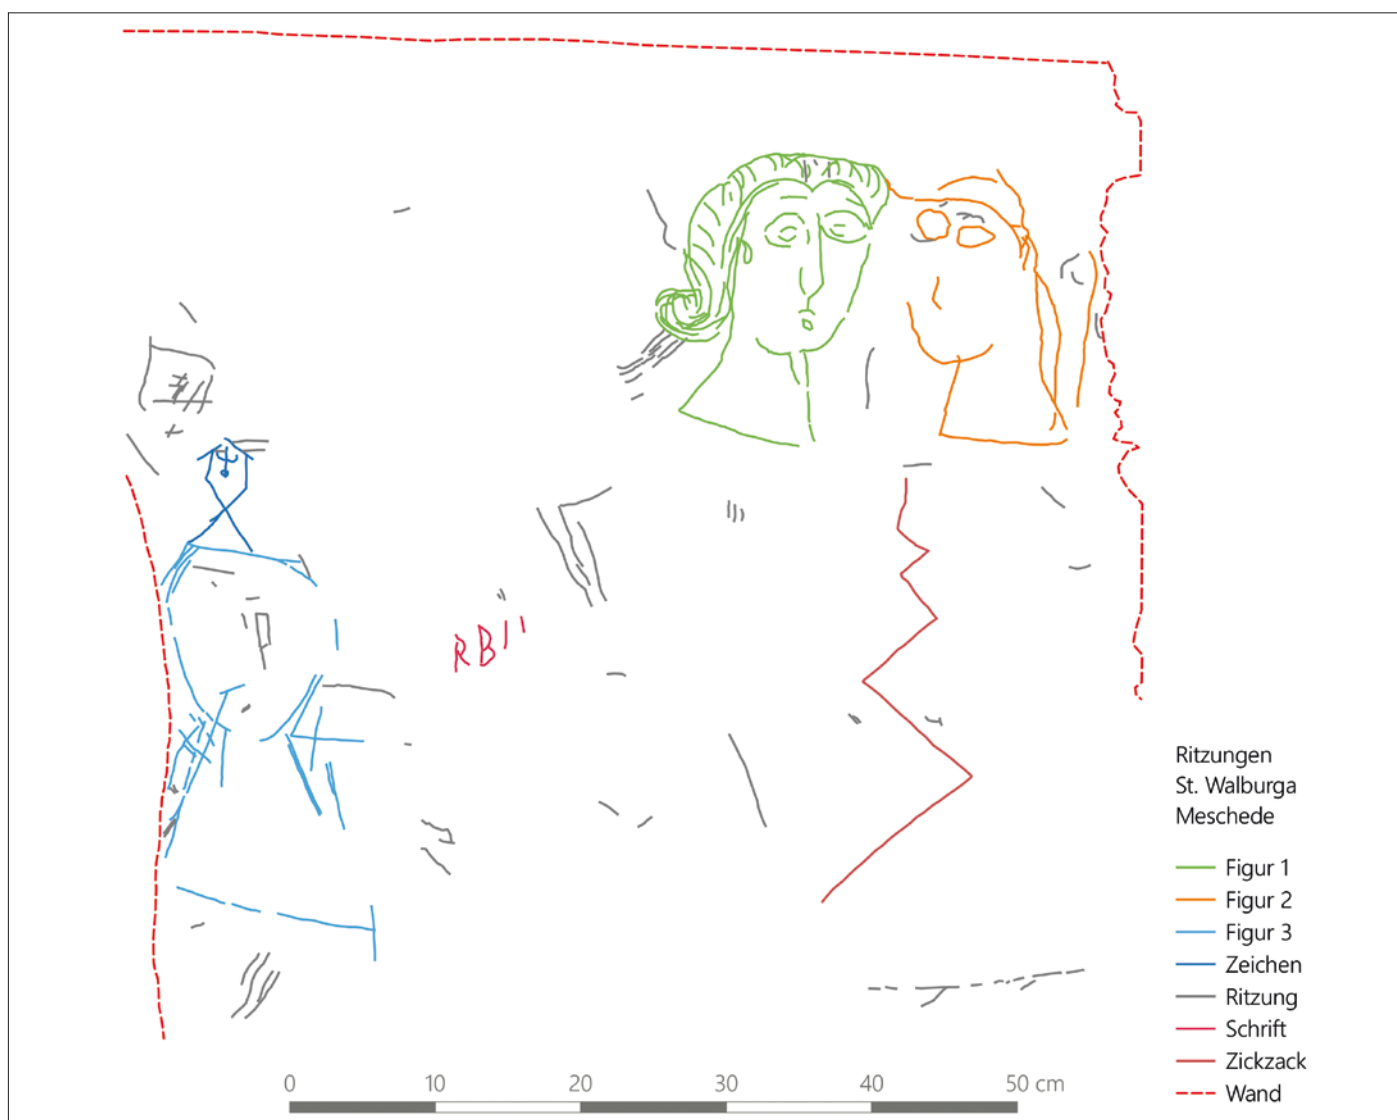 RBII
Ritzungen
St. Walburga
Meschede
Figur 1
Figur 2
Figur 3
Zeichen
Ritzung
Schrift
Zickzack
Wand
0 10 20 30 40 50 cm